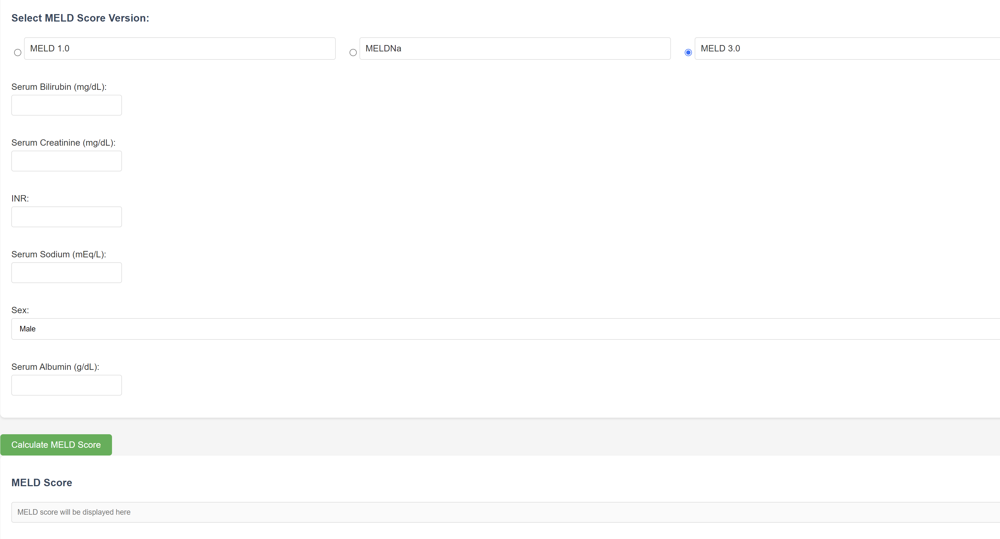 Select MELD Score Version:
MELD 1.0
MELDNa
MELD 3.0
Serum Bilirubin (mg/dL):
Serum Creatinine (mg/dL):
INR:
Serum Sodium (mEq/L):
Sex:
Male
Serum Albumin (g/dL):
Calculate MELD Score
MELD Score
MELD score will be displayed here